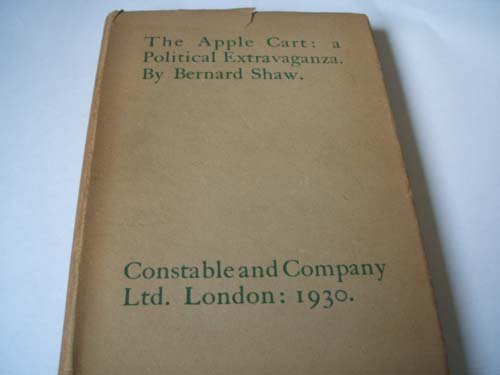 The Apple Cart: a
Political Extravaganza.
By Bernard Shaw.
Constable and Company
Ltd. London: 1930.